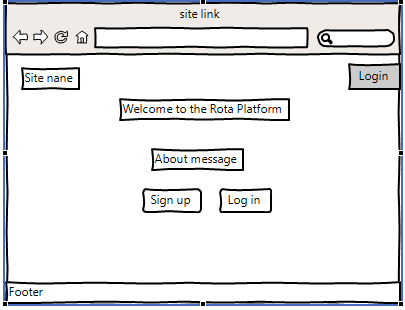 site link
Site nane
Login
Welcome to the Rota Platform
About message
Sign up
Log in
Footer